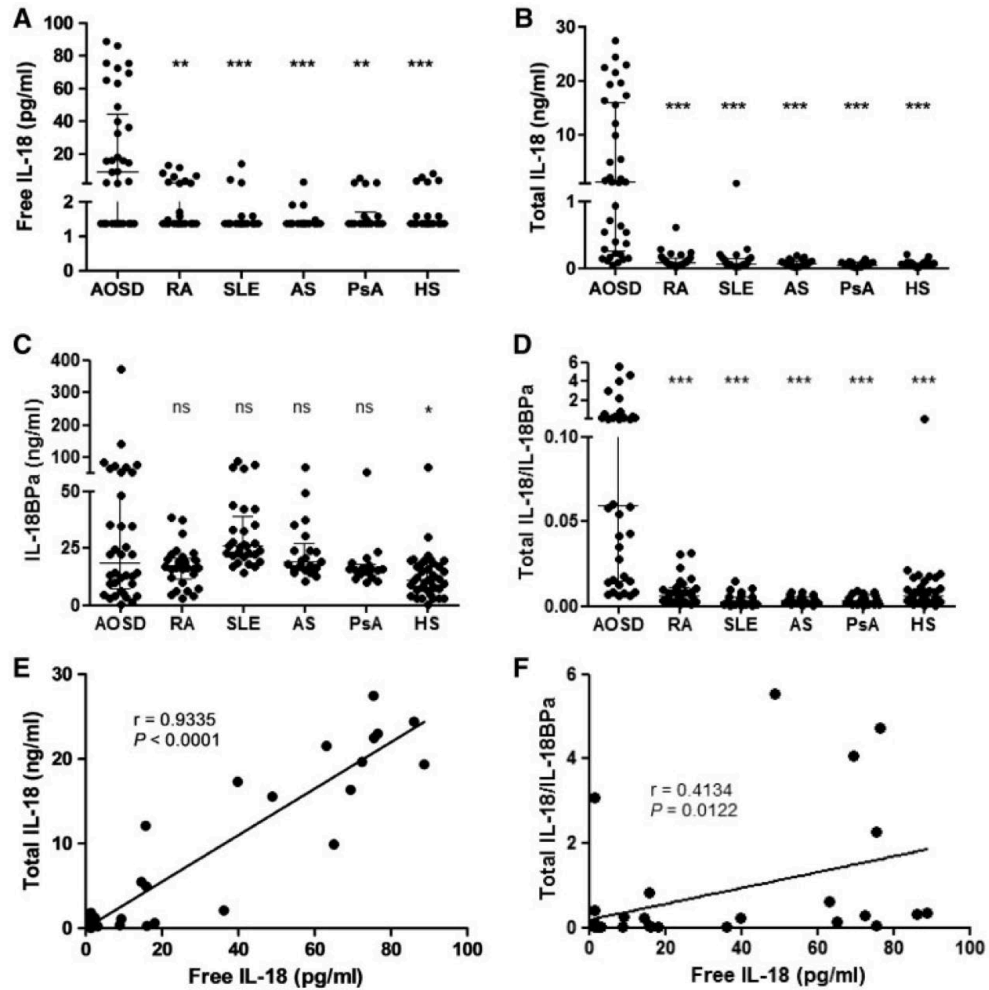 A
Free IL-18 (pg/ml)
100
80
60
40
20
2
1
0
** *** *** ** ***
AOSD RA SLE AS PsA HS
B
Total IL-18 (ng/ml)
30
20
10
1
0
*** *** *** *** ***
AOSD RA SLE AS PsA HS
C
IL-18BPa (ng/ml)
400
300
200
100
50
25
0
ns ns ns ns *
AOSD RA SLE AS PsA HS
D
Total IL-18/IL-18BPa
6
4
2
0.10
0.05
0.00
*** *** *** *** ***
AOSD RA SLE AS PsA HS
E
Total IL-18 (ng/ml)
30
20
10
0
r = 0.9335
P < 0.0001
0 20 40 60 80 100
Free IL-18 (pg/ml)
F
Total IL-18/IL-18BPa
6
4
2
0
r = 0.4134
P = 0.0122
0 20 40 60 80 100
Free IL-18 (pg/ml)